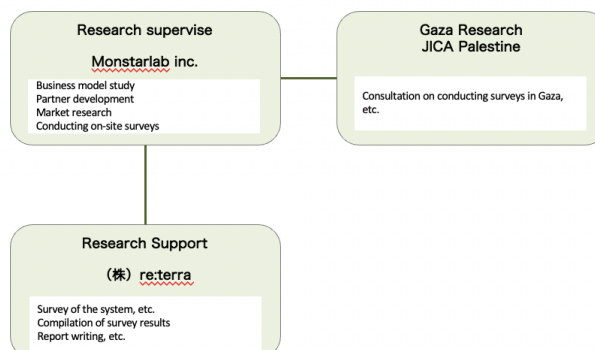 Research supervise
Monstarlab inc.
Business model study
Partner development
Market research
Conducting on-site surveys
Gaza Research
JICA Palestine
Consultation on conducting surveys in Gaza,
etc.
Research Support
（株）re:terra
Survey of the system, etc.
Compilation of survey results
Report writing, etc.